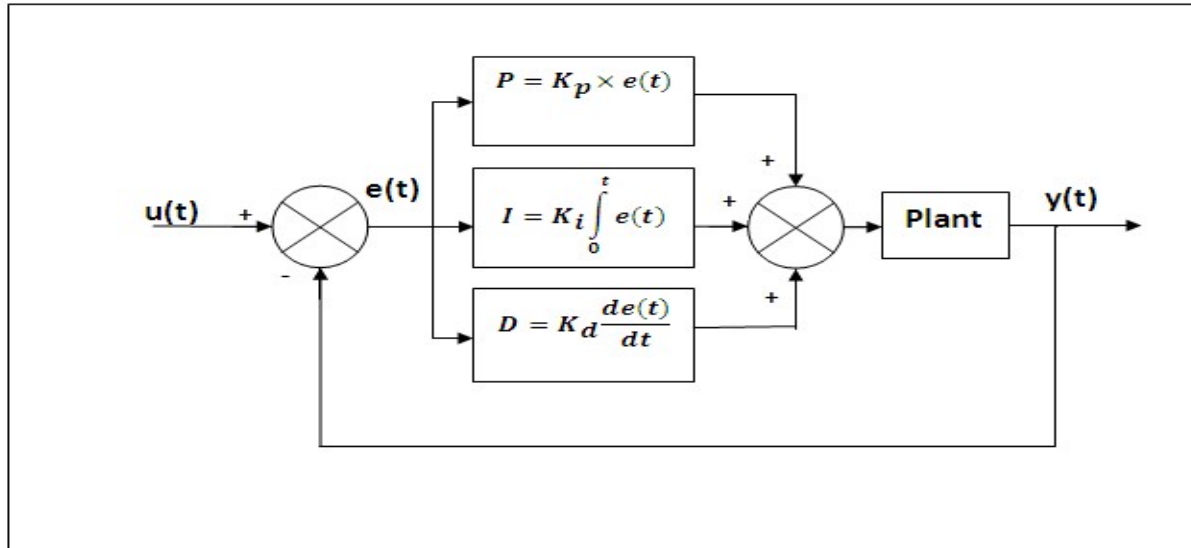 P = K_p × e(t)
+
u(t)
+
e(t)
I = K_i ∫_0^t e(t)
+
Plant
y(t)
-
D = K_d de(t)/dt
+